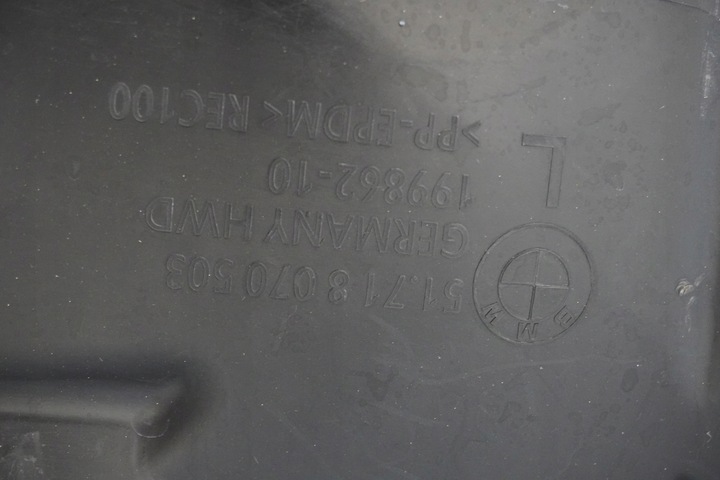 BMW
51.71 8 070 503
GERMANY HWD
199862-10
L
>PP-EPDM< REC100